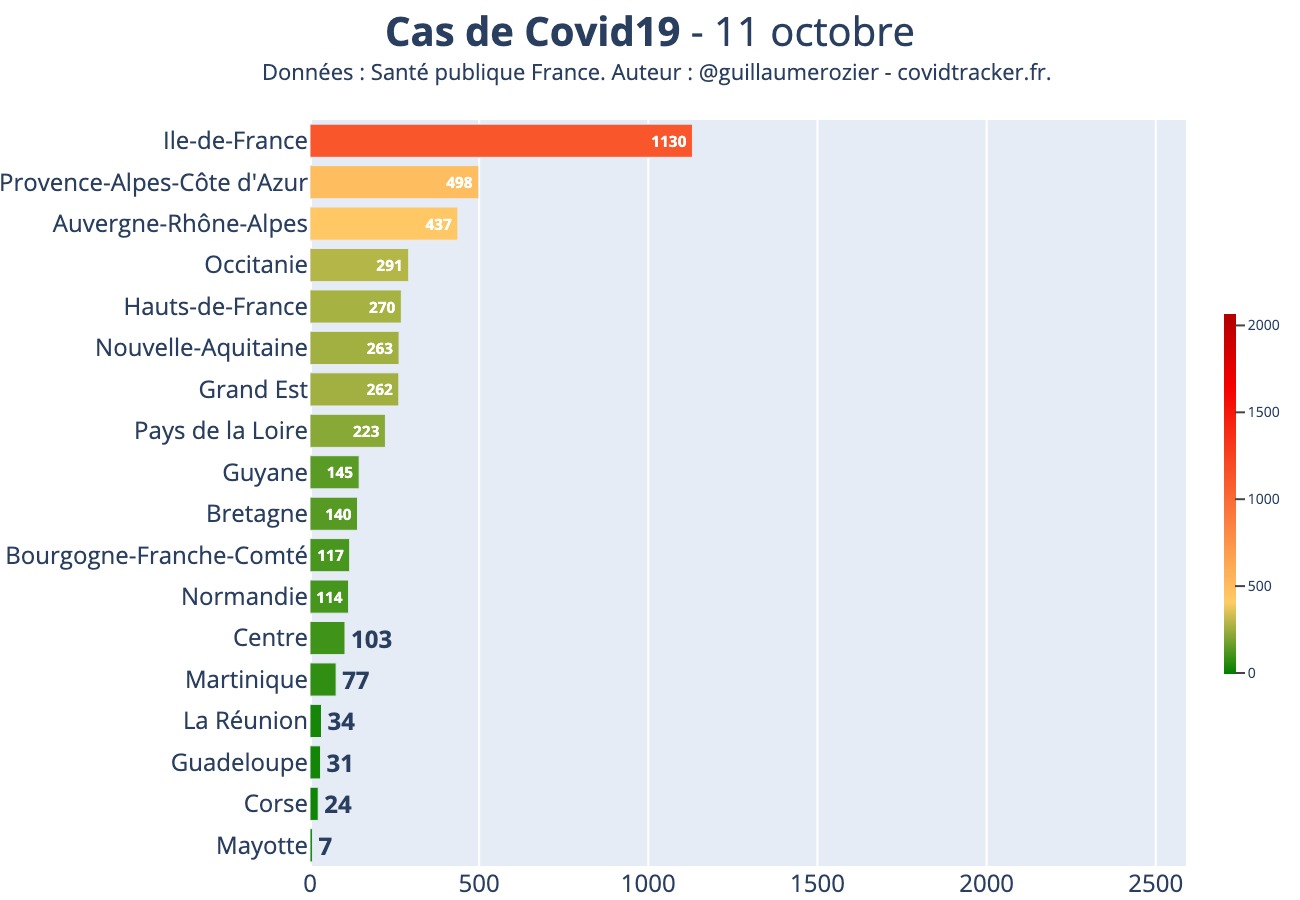 Cas de Covid19 - 11 octobre
Données : Santé publique France. Auteur : @guillaumerozier - covidtracker.fr.
Ile-de-France 1130
Provence-Alpes-Côte d'Azur 498
Auvergne-Rhône-Alpes 437
Occitanie 291
Hauts-de-France 270
Nouvelle-Aquitaine 263
Grand Est 262
Pays de la Loire 223
Guyane 145
Bretagne 140
Bourgogne-Franche-Comté 117
Normandie 114
Centre 103
Martinique 77
La Réunion 34
Guadeloupe 31
Corse 24
Mayotte 7
0 500 1000 1500 2000 2500
2000
1500
1000
500
0